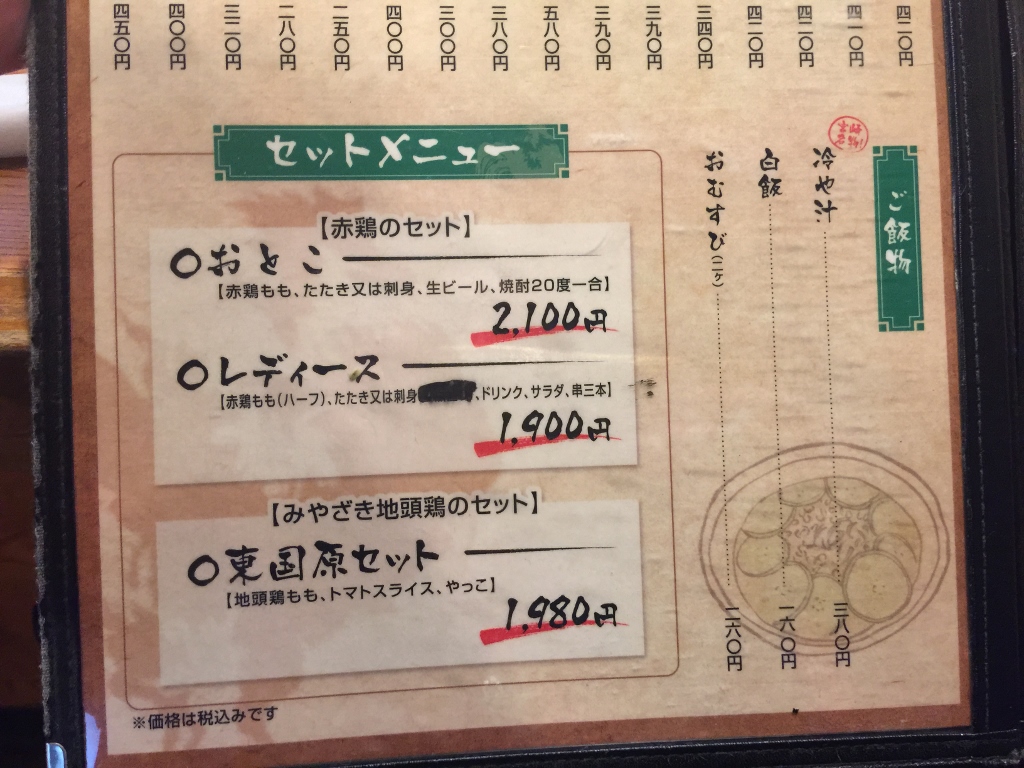 四二〇円
四一〇円
四二〇円
四二〇円
三四〇円
三九〇円
三九〇円
五八〇円
三八〇円
三〇〇円
四〇〇円
二五〇円
二八〇円
三二〇円
四〇〇円
四五〇円
ご飯物
冷や汁 三八〇円
白飯 一六〇円
おむすび(二ヶ) 二六〇円
セットメニュー
【赤鶏のセット】
〇おとこ
【赤鶏もも、たたき又は刺身、生ビール、焼酎20度一合】
2,100円
〇レディース
【赤鶏もも(ハーフ)、たたき又は刺身、ドリンク、サラダ、串三本】
1,900円
【みやざき地頭鶏のセット】
〇東国原セット
【地頭鶏もも、トマトスライス、やっこ】
1,980円
※価格は税込みです